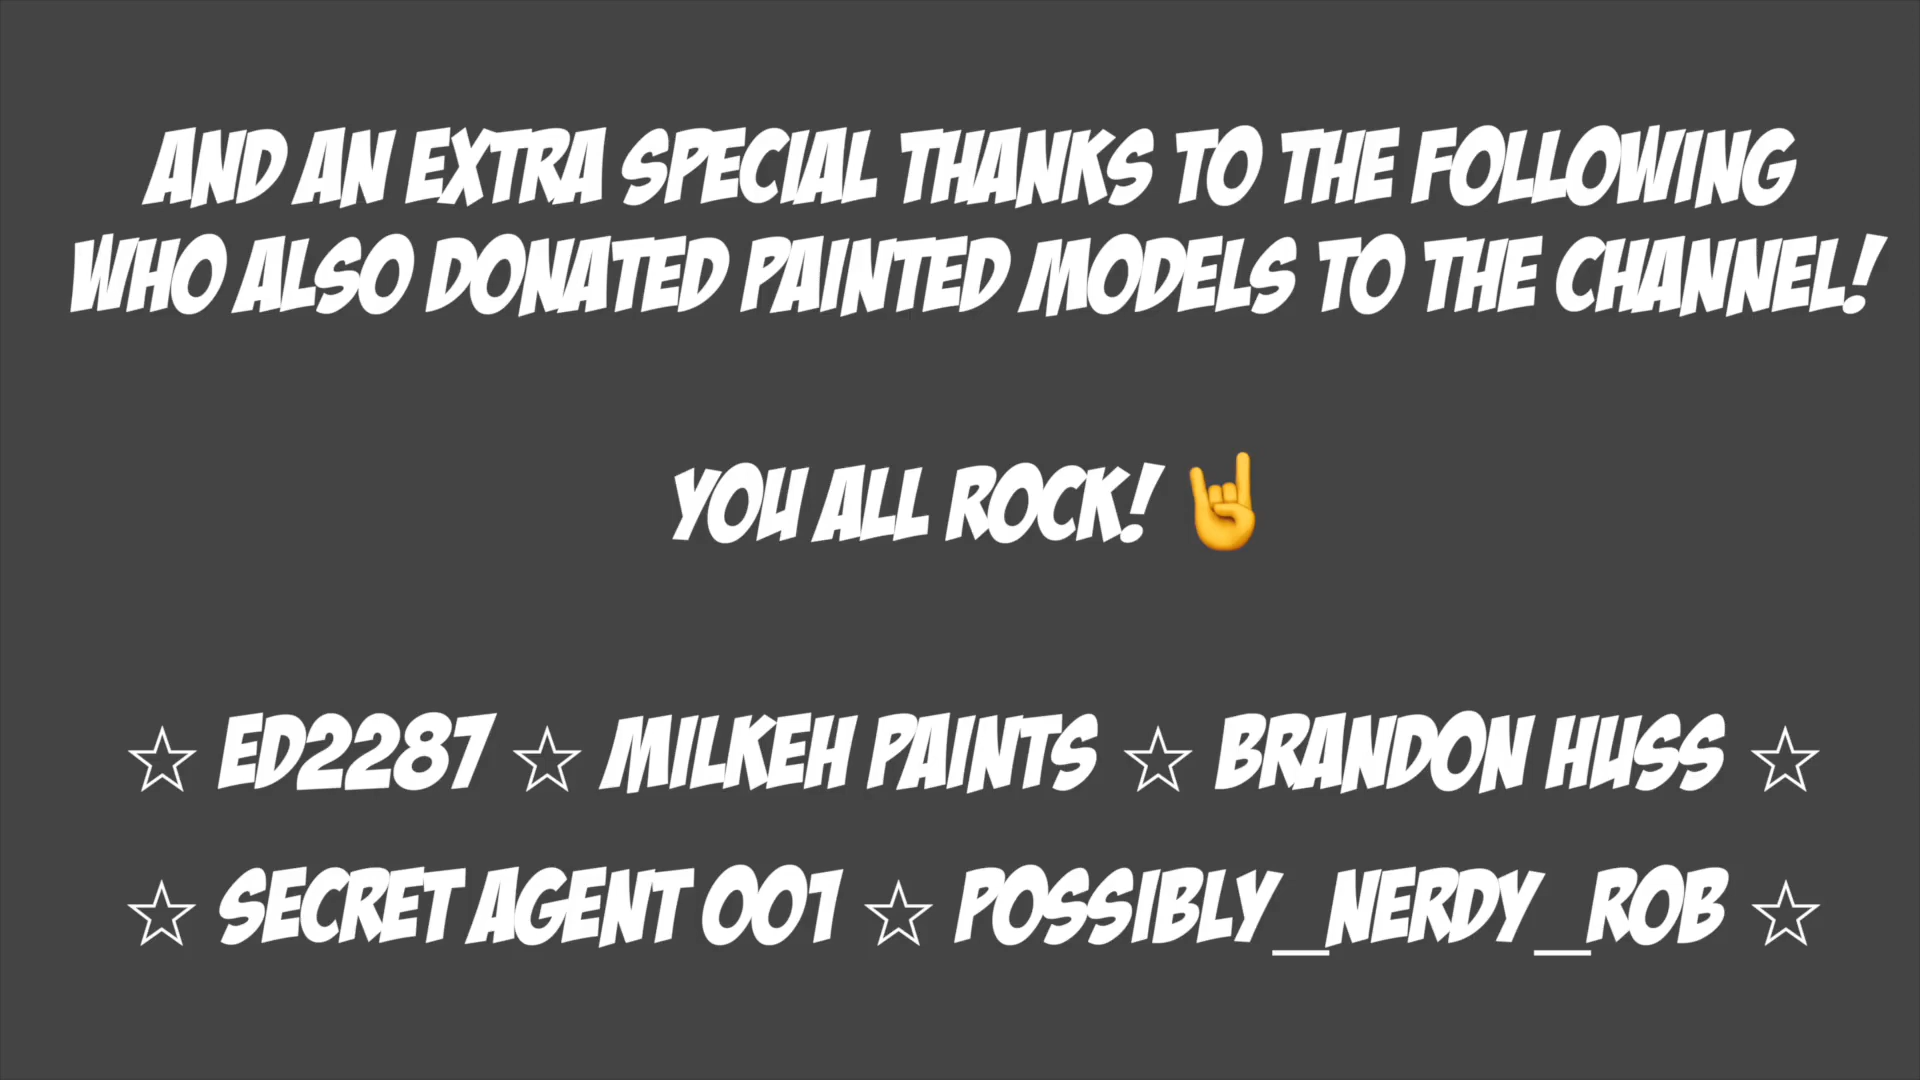 AND AN EXTRA SPECIAL THANKS TO THE FOLLOWING
WHO ALSO DONATED PAINTED MODELS TO THE CHANNEL!
YOU ALL ROCK! 🤘
☆ ED2287 ☆ MILKEH PAINTS ☆ BRANDON HUSS ☆
☆ SECRET AGENT 001 ☆ POSSIBLY_NERDY_ROB ☆